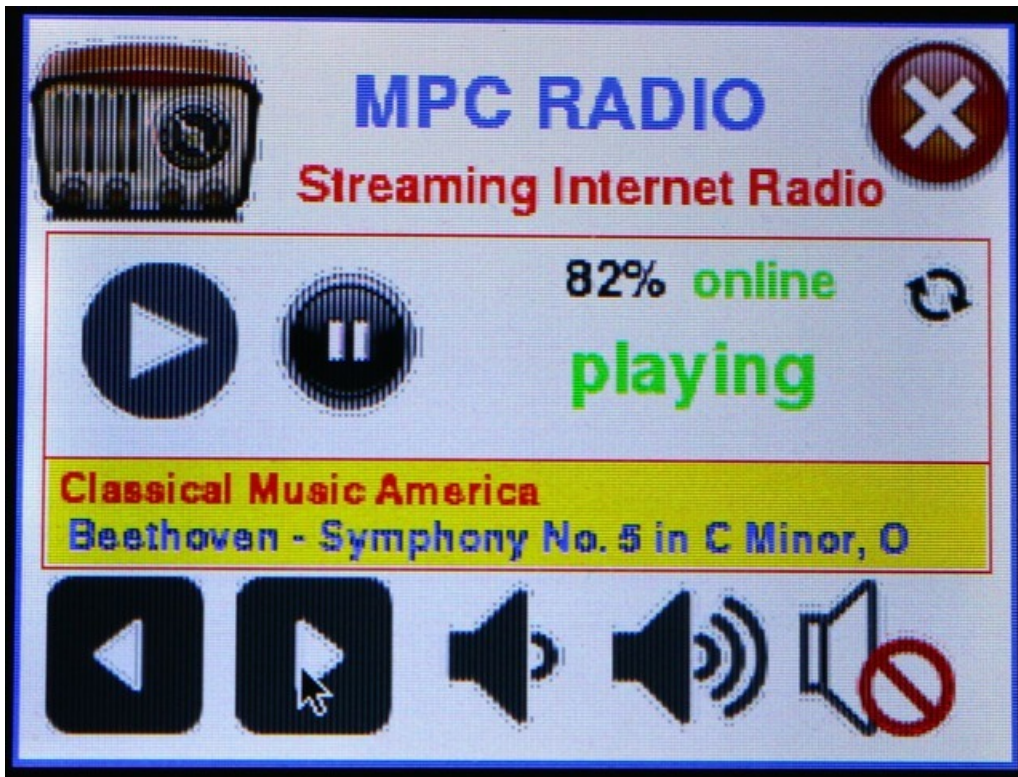 MPC RADIO
Streaming Internet Radio
82% online
playing
Classical Music America
Beethoven - Symphony No. 5 in C Minor, O